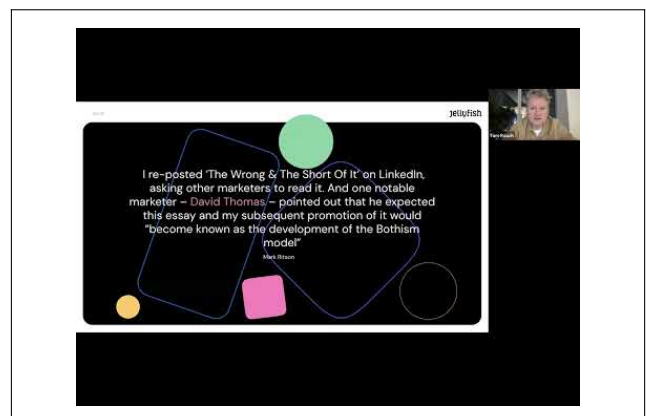 jellyfish
I re-posted 'The Wrong & The Short Of It' on LinkedIn,
asking other marketers to read it. And one notable
marketer – David Thomas – pointed out that he expected
this essay and my subsequent promotion of it would
"become known as the development of the Bothism
model"
Mark Ritson